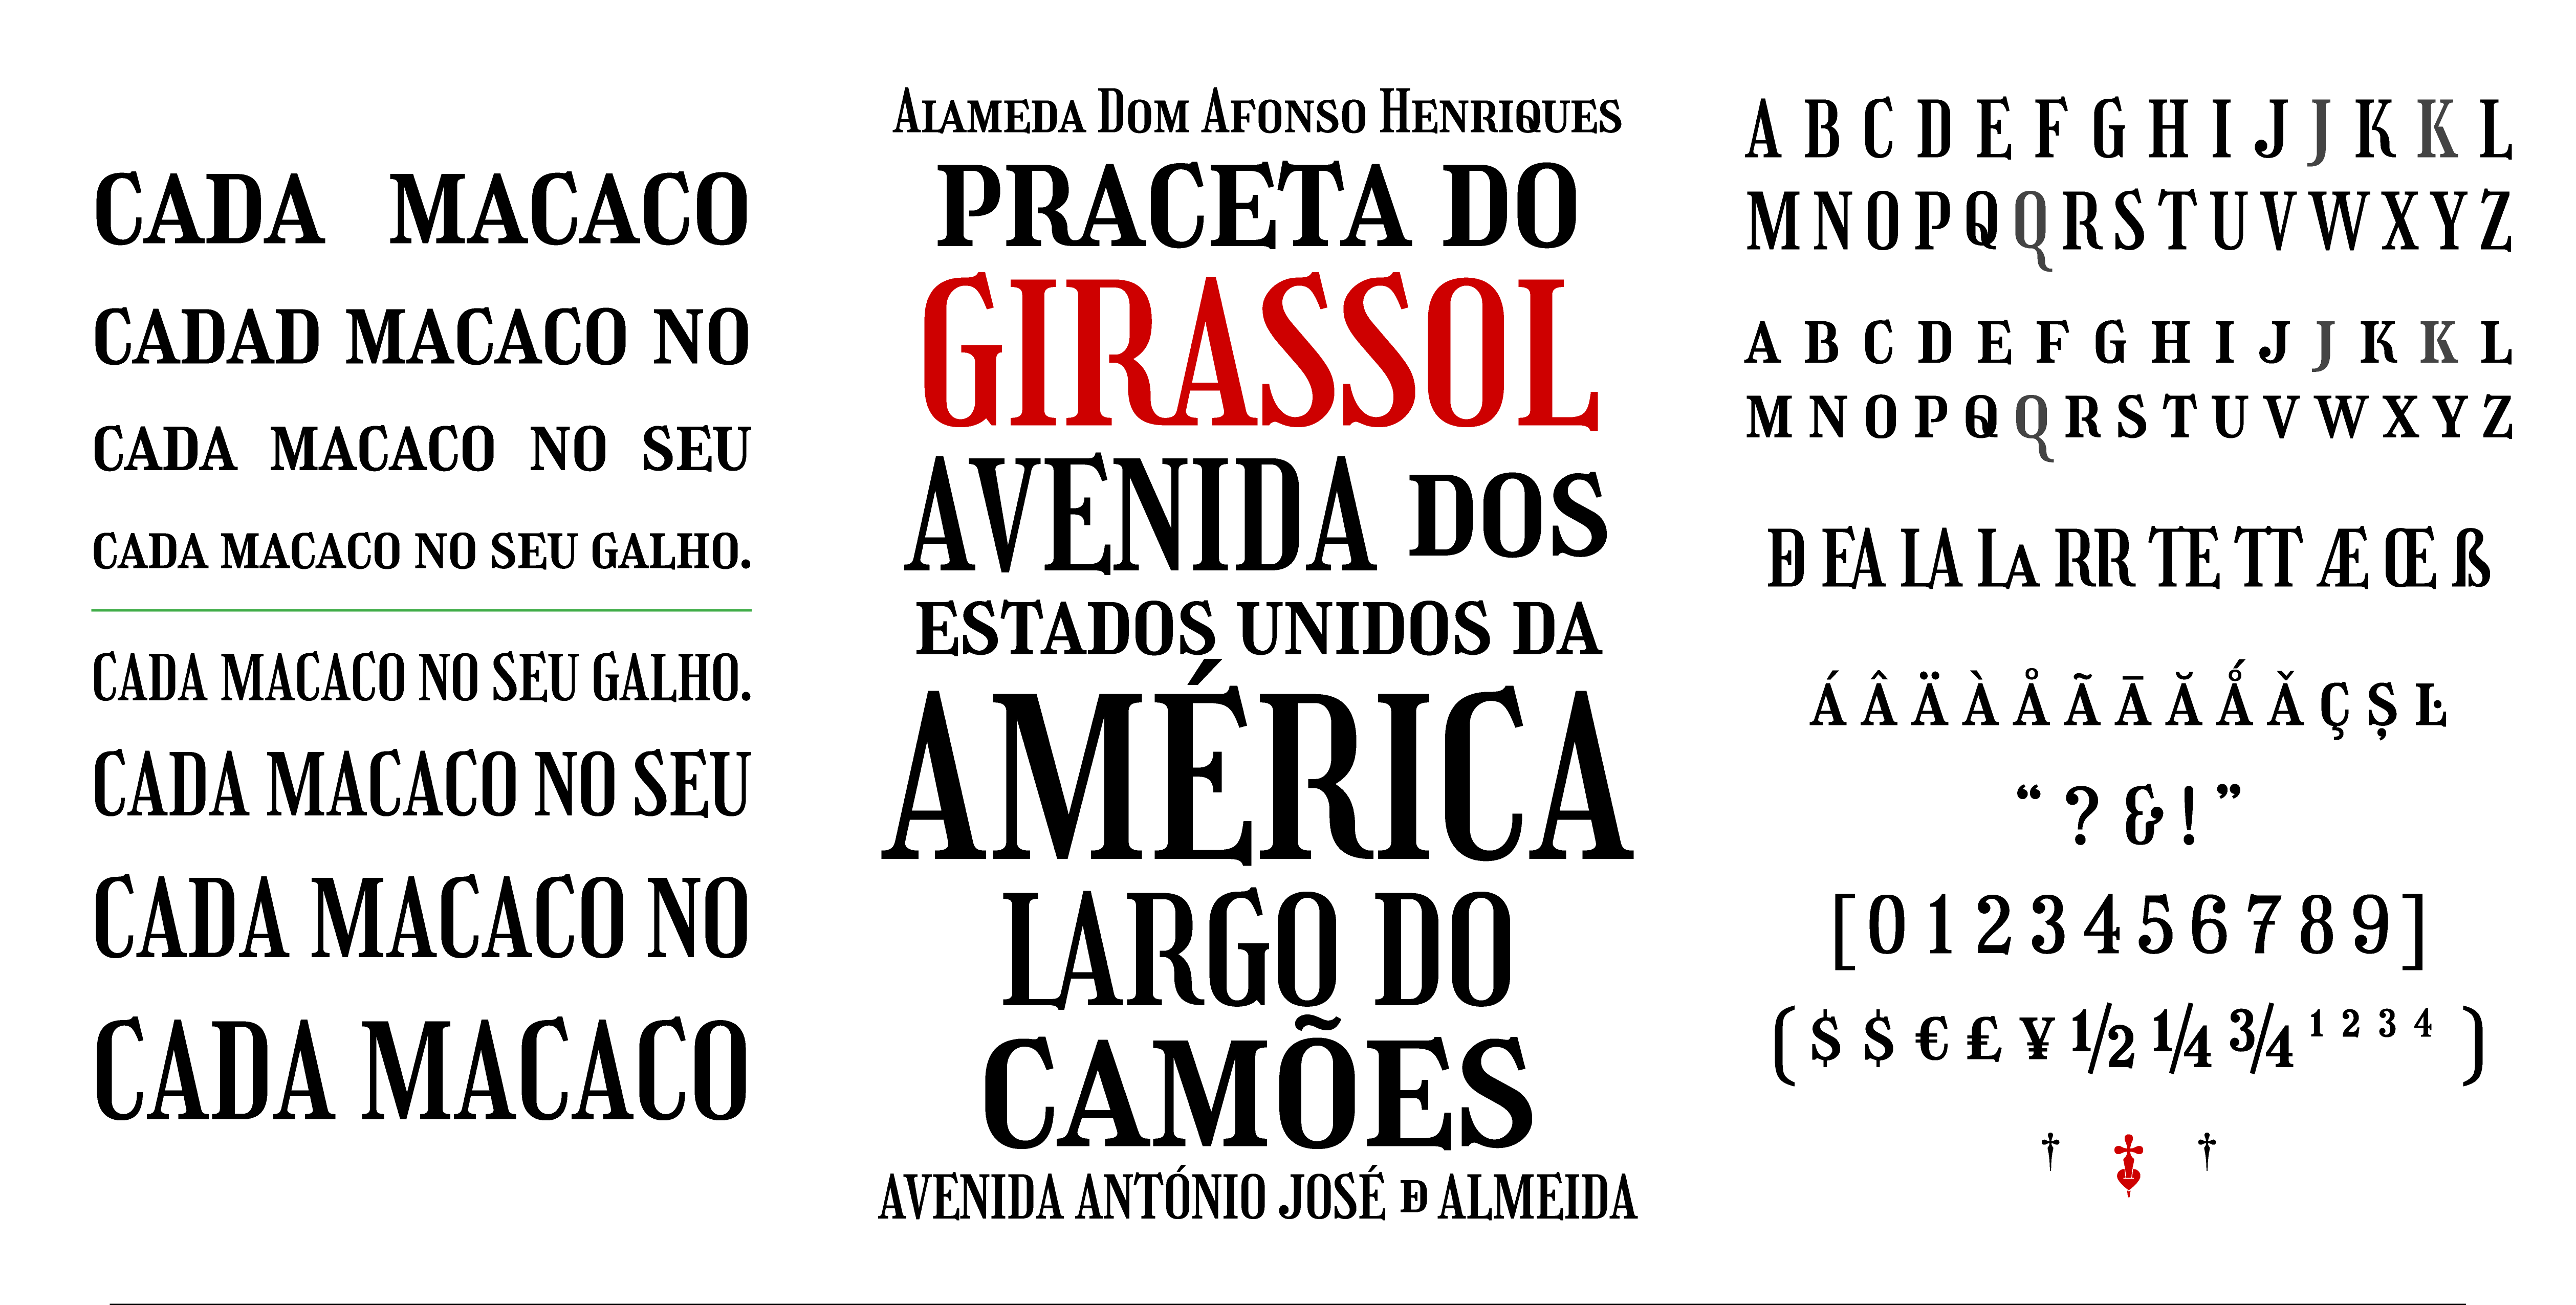 CADA MACACO
CADAD MACACO NO
CADA MACACO NO SEU
CADA MACACO NO SEU GALHO.
CADA MACACO NO SEU GALHO.
CADA MACACO NO SEU
CADA MACACO NO
CADA MACACO
ALAMEDA DOM AFONSO HENRIQUES
PRACETA DO
GIRASSOL
AVENIDA DOS
ESTADOS UNIDOS DA
AMÉRICA
LARGO DO
CAMÕES
AVENIDA ANTÓNIO JOSÉ DE ALMEIDA
A B C D E F G H I J J K K L
M N O P Q Q R S T U V W X Y Z
A B C D E F G H I J J K K L
M N O P Q Q R S T U V W X Y Z
DE EA LA LA RR TE TT Æ Œ ß
Á Â Ä À Å Ã Ā Ă Ǻ Ǎ Ç Ș Ŀ
“ ? & ! ”
[ 0 1 2 3 4 5 6 7 8 9 ]
( $ $ € £ ¥ ½ ¼ ¾ ¹ ² ³ ⁴ )
† ‡ †